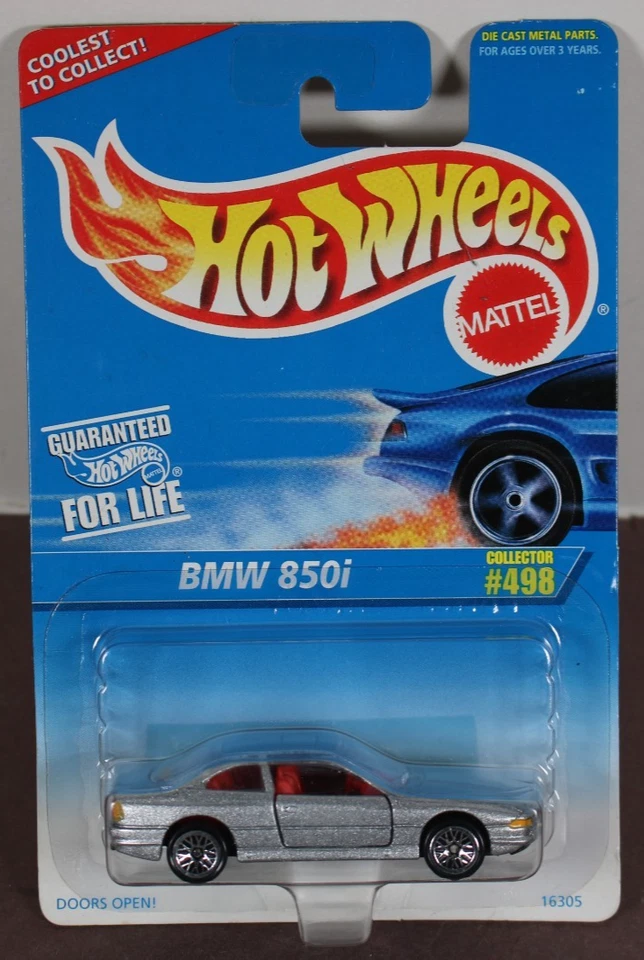 COOLEST
TO COLLECT!
DIE CAST METAL PARTS.
FOR AGES OVER 3 YEARS.
HOT WHEELS
MATTEL
®
GUARANTEED
Hot Wheels
MATTEL
®
FOR LIFE
BMW 850i
COLLECTOR
#498
DOORS OPEN!
16305